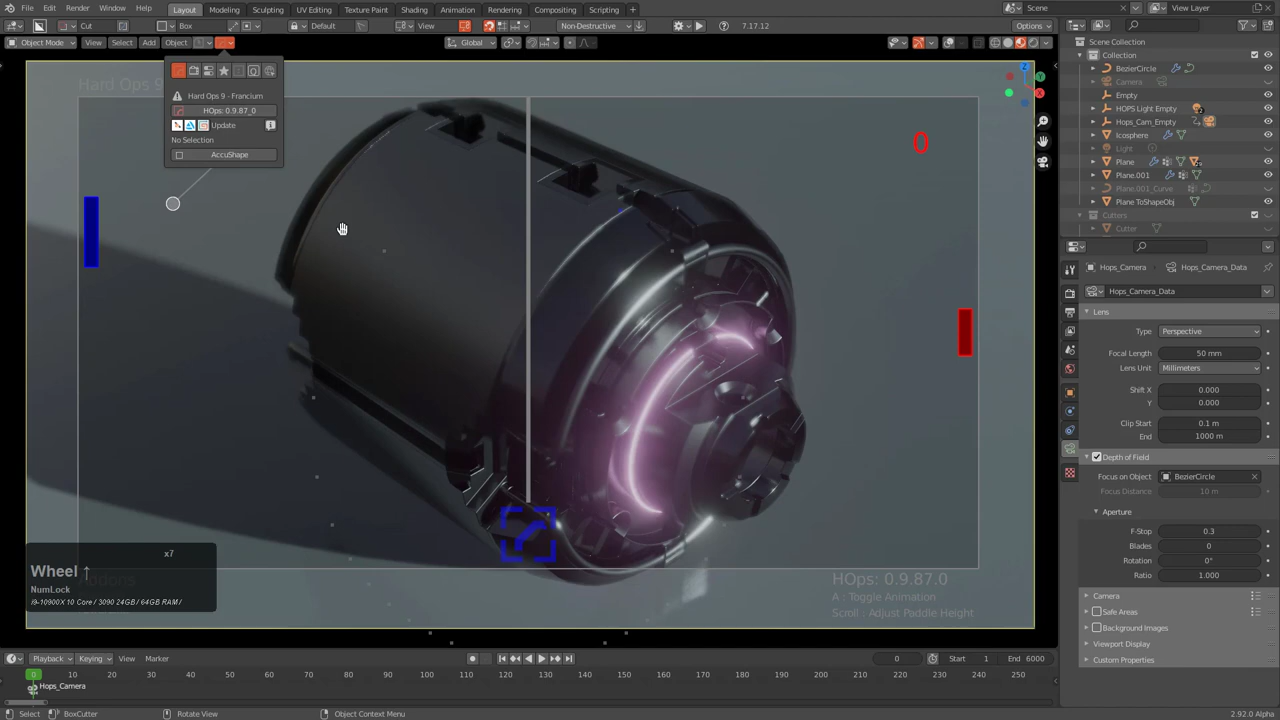 File Edit Render Window Help Layout Modeling Sculpting UV Editing Texture Paint Shading Animation Rendering Compositing Scripting + Scene View Layer
Cut Box Default View Non-Destructive 7.17.12 Options
Object Mode View Select Add Object Global
Hard Ops 9
Hard Ops 9 - Francium
HOps: 0.9.87_0
Update
No Selection
AccuShape
0
Wheel ↑
x7
NumLock
i9-10900X 10 Core / 3090 24GB / 64GB RAM /
HOps: 0.9.87.0
A : Toggle Animation
Scroll : Adjust Paddle Height
Scene Collection
Collection
BezierCircle
Camera
Empty
HOPS Light Empty
Hops_Cam_Empty
Icosphere
Light
Plane
Plane.001
Plane.001_Curve
Plane ToShapeObj
Cutters
Cutter
Hops_Camera Hops_Camera_Data
Hops_Camera_Data
Lens
Type Perspective
Focal Length 50 mm
Lens Unit Millimeters
Shift X 0.000
Y 0.000
Clip Start 0.1 m
End 1000 m
Depth of Field
Focus on Object BezierCircle
Focus Distance 10 m
Aperture
F-Stop 0.3
Blades 0
Rotation 0°
Ratio 1.000
Camera
Safe Areas
Background Images
Viewport Display
Custom Properties
Playback Keying View Marker 0 Start 1 End 6000
0 10 20 30 40 50 60 70 80 90 100 110 120 130 140 150 160 170 180 190 200 210 220 230 240 250
Hops_Camera
Select BoxCutter Rotate View Object Context Menu 2.92.0 Alpha